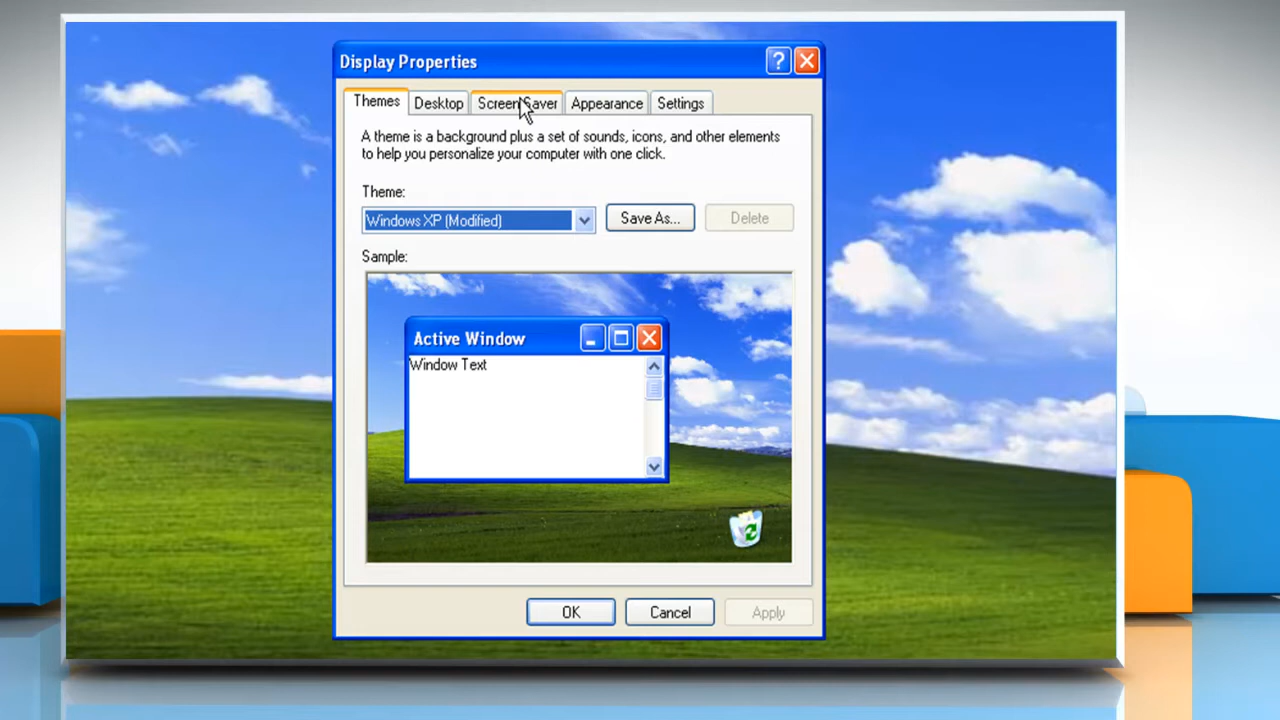 Display Properties
?
Themes Desktop Screen Saver Appearance Settings
A theme is a background plus a set of sounds, icons, and other elements
to help you personalize your computer with one click.
Theme:
Windows XP (Modified) Save As... Delete
Sample:
Active Window
Window Text
OK Cancel Apply